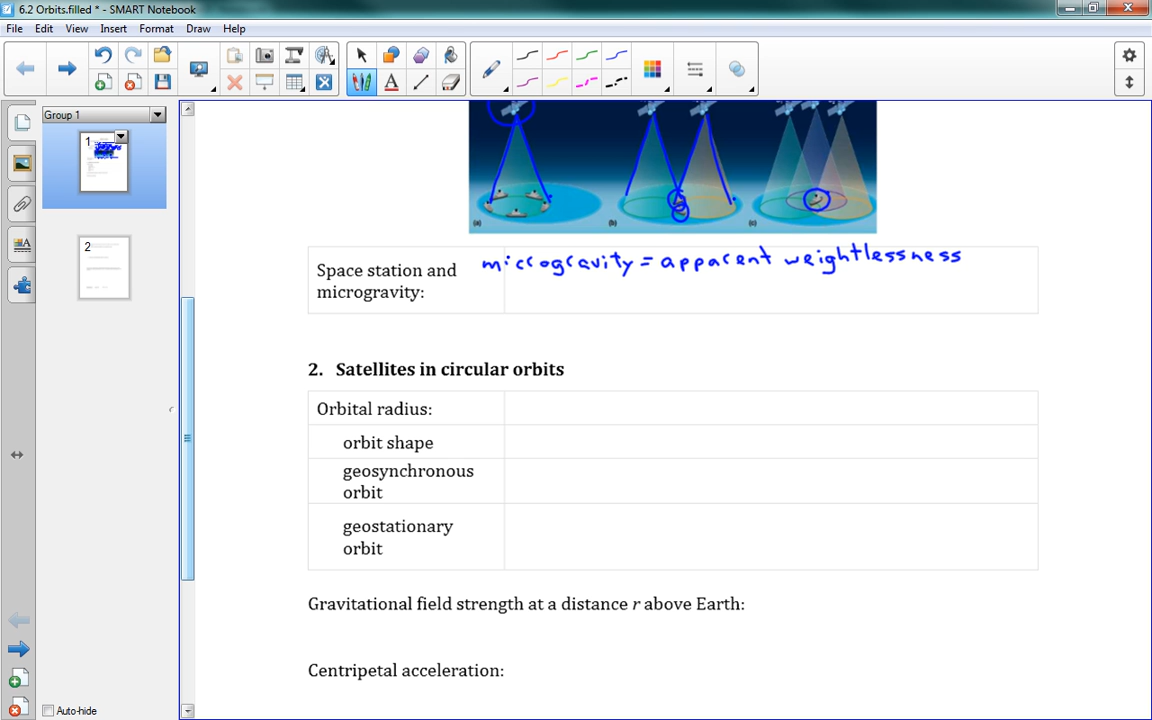 6.2 Orbits.filled * - SMART Notebook
File Edit View Insert Format Draw Help
Group 1
1
2
(a) (b) (c)
microgravity = apparent weightlessness
Space station and
microgravity:
2. Satellites in circular orbits
Orbital radius:
orbit shape
geosynchronous
orbit
geostationary
orbit
Gravitational field strength at a distance r above Earth:
Centripetal acceleration:
Auto-hide